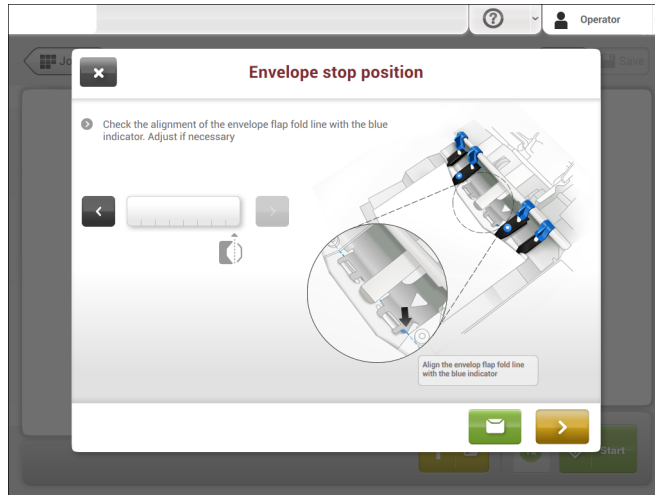 Operator
Jo
Save
Envelope stop position
Check the alignment of the envelope flap fold line with the blue
indicator. Adjust if necessary
Align the envelop flap fold line
with the blue indicator
Start